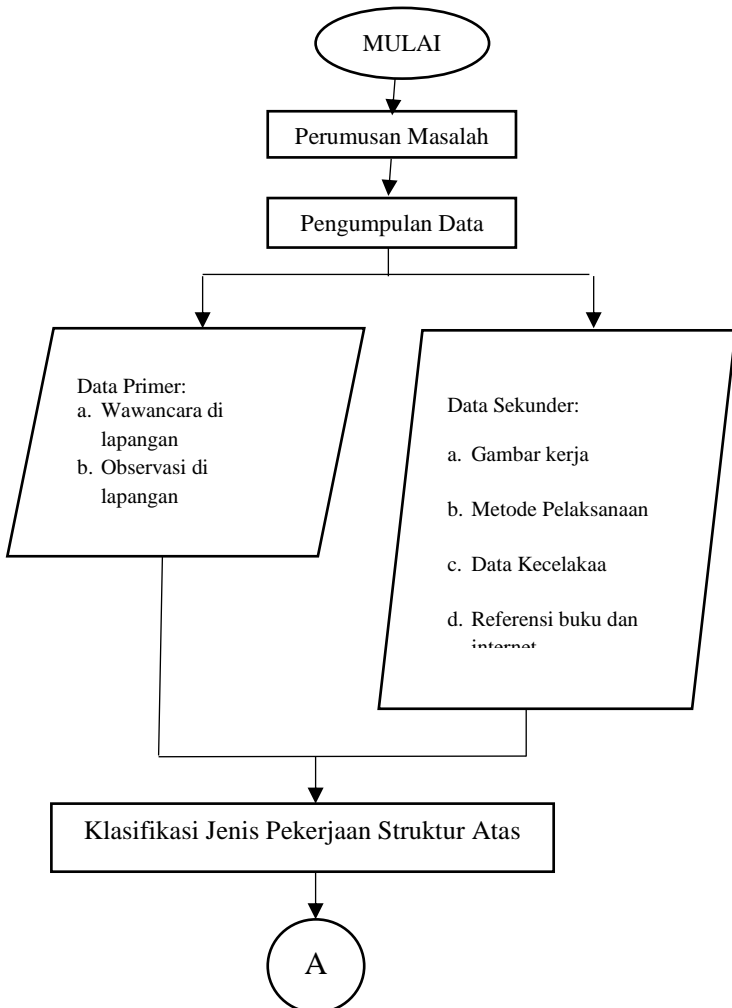 MULAI
Perumusan Masalah
Pengumpulan Data
Data Primer:
a. Wawancara di
lapangan
b. Observasi di
lapangan
Data Sekunder:
a. Gambar kerja
b. Metode Pelaksanaan
c. Data Kecelakaa
d. Referensi buku dan
internet
Klasifikasi Jenis Pekerjaan Struktur Atas
A